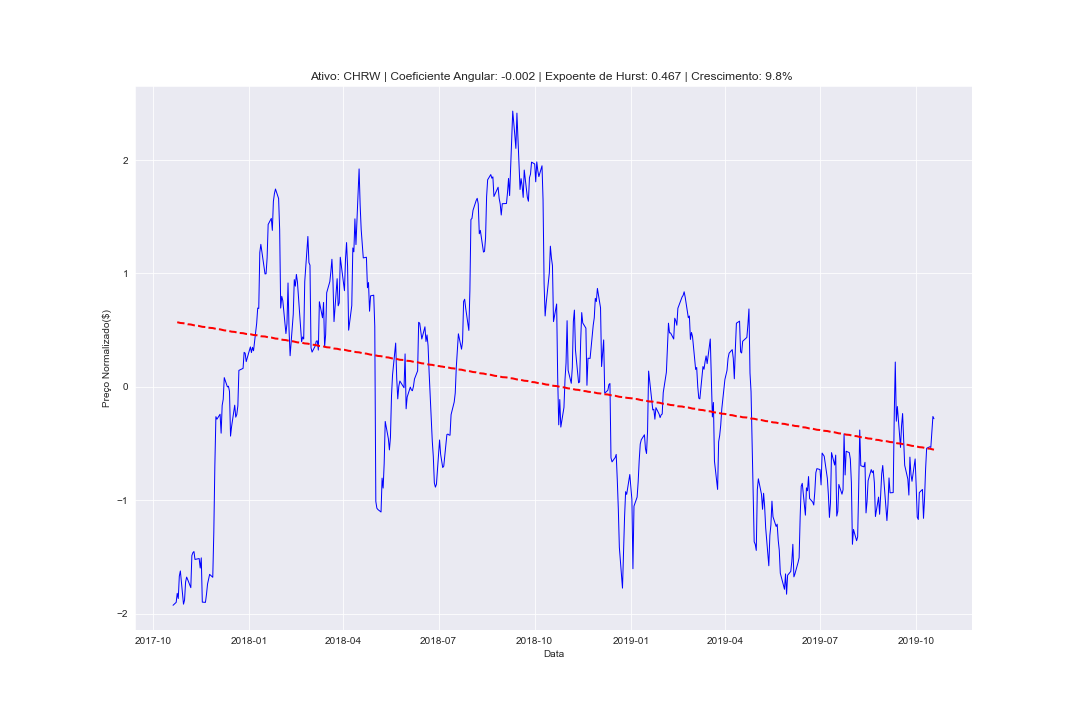 Ativo: CHRW | Coeficiente Angular: -0.002 | Expoente de Hurst: 0.467 | Crescimento: 9.8%
Preço Normalizado($)
2
1
0
−1
−2
2017-10 2018-01 2018-04 2018-07 2018-10 2019-01 2019-04 2019-07 2019-10
Data